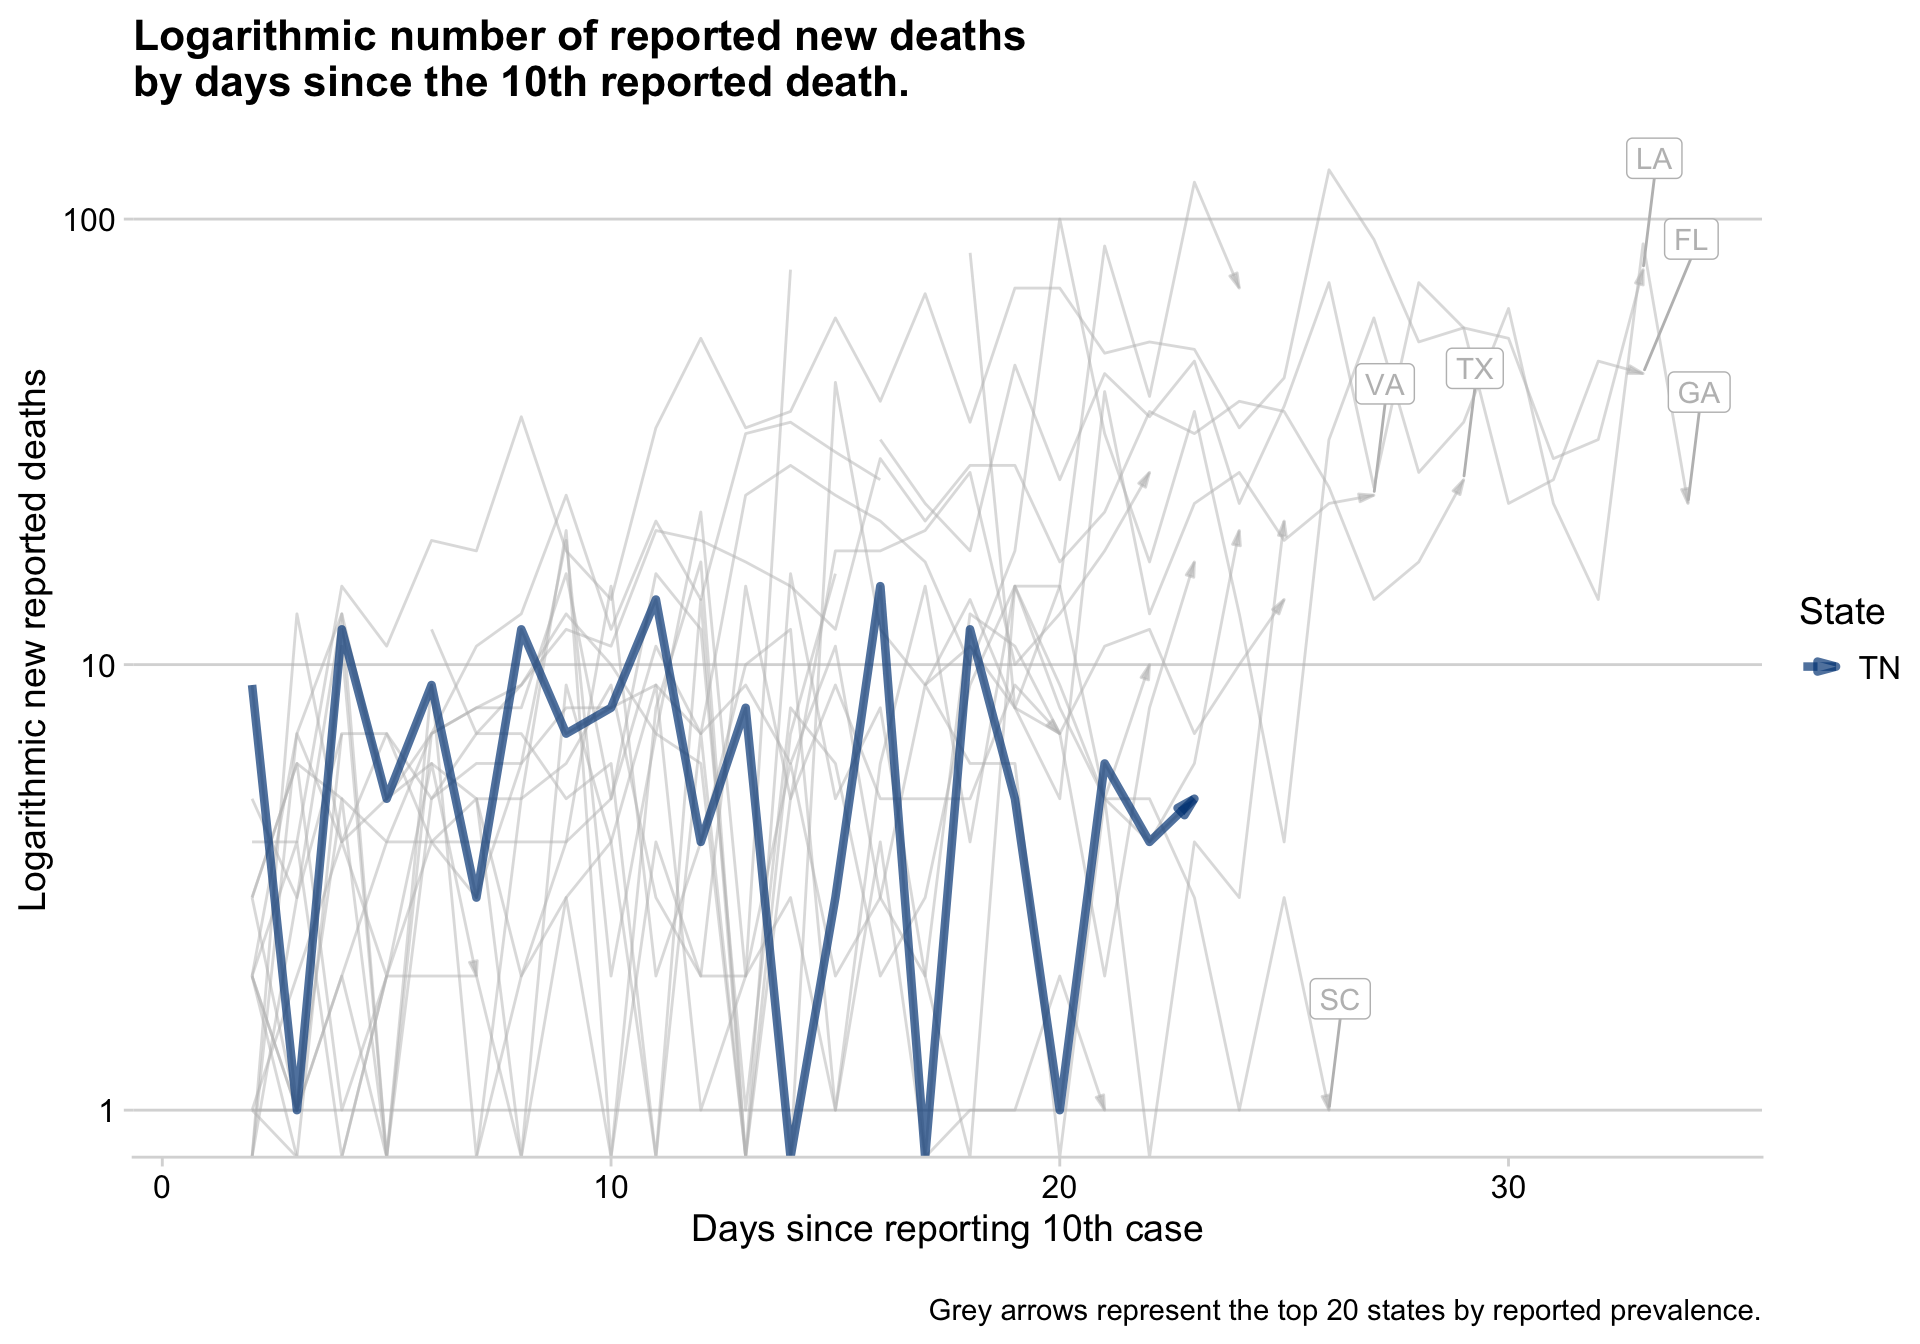 Logarithmic number of reported new deaths
by days since the 10th reported death.
Logarithmic new reported deaths
100
10
1
LA
FL
TX
VA
GA
SC
State
TN
0 10 20 30
Days since reporting 10th case
Grey arrows represent the top 20 states by reported prevalence.